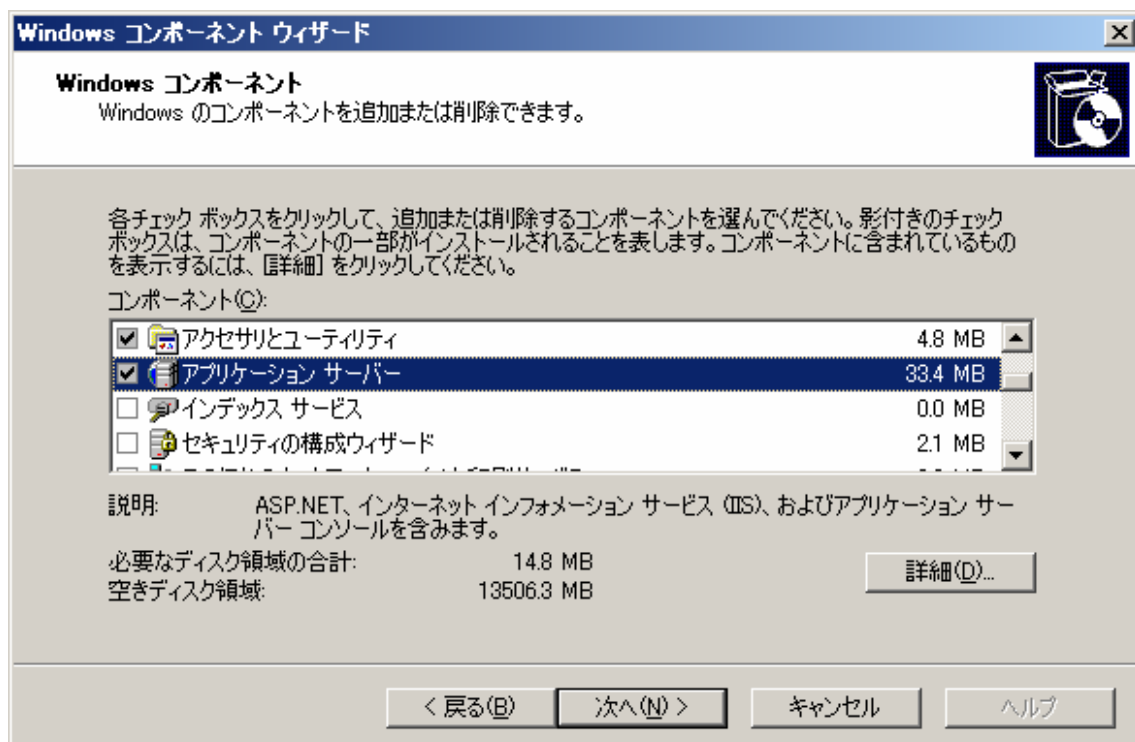 Windows コンポーネント ウィザード
Windows コンポーネント
Windows のコンポーネントを追加または削除できます。
各チェック ボックスをクリックして、追加または削除するコンポーネントを選んでください。影付きのチェック
ボックスは、コンポーネントの一部がインストールされることを表します。コンポーネントに含まれているもの
を表示するには、[詳細] をクリックしてください。
コンポーネント(C):
アクセサリとユーティリティ 4.8 MB
アプリケーション サーバー 33.4 MB
インデックス サービス 0.0 MB
セキュリティの構成ウィザード 2.1 MB
説明: ASP.NET、インターネット インフォメーション サービス (IIS)、およびアプリケーション サー
バー コンソールを含みます。
必要なディスク領域の合計: 14.8 MB
空きディスク領域: 13506.3 MB
詳細(D)...
< 戻る(B) 次へ(N) > キャンセル ヘルプ